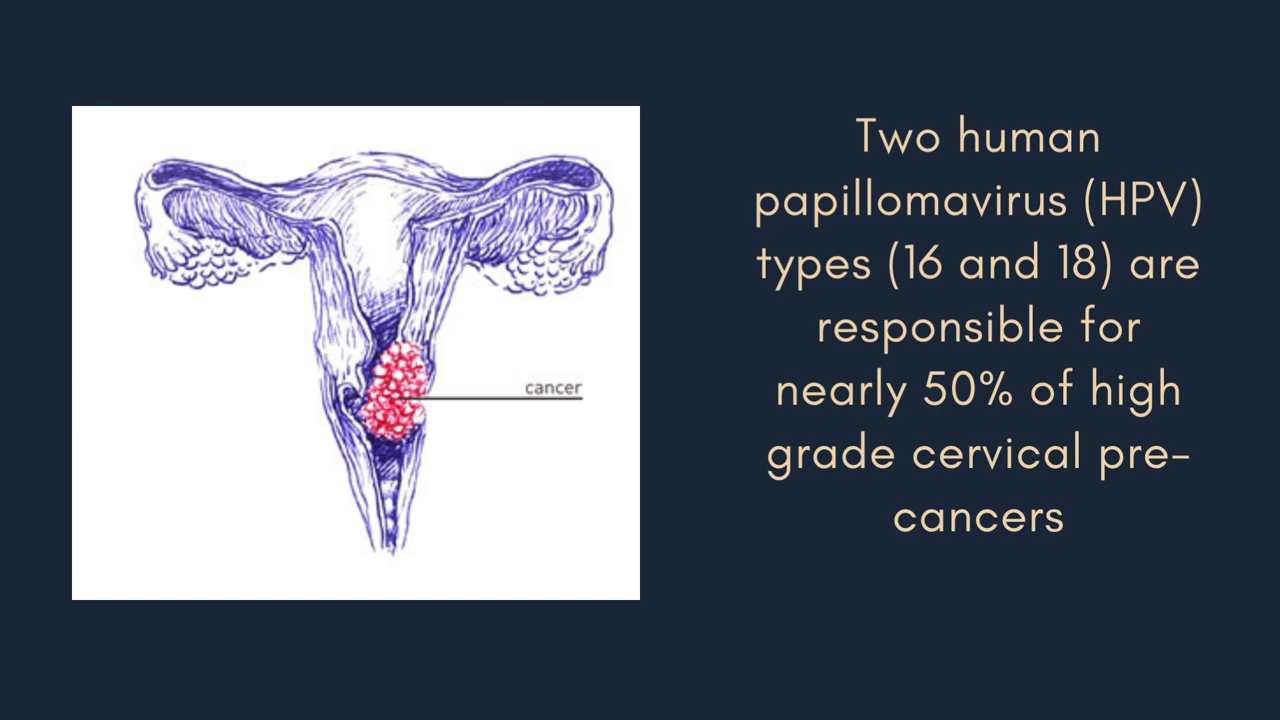 cancer
Two human
papillomavirus (HPV)
types (16 and 18) are
responsible for
nearly 50% of high
grade cervical pre-
cancers